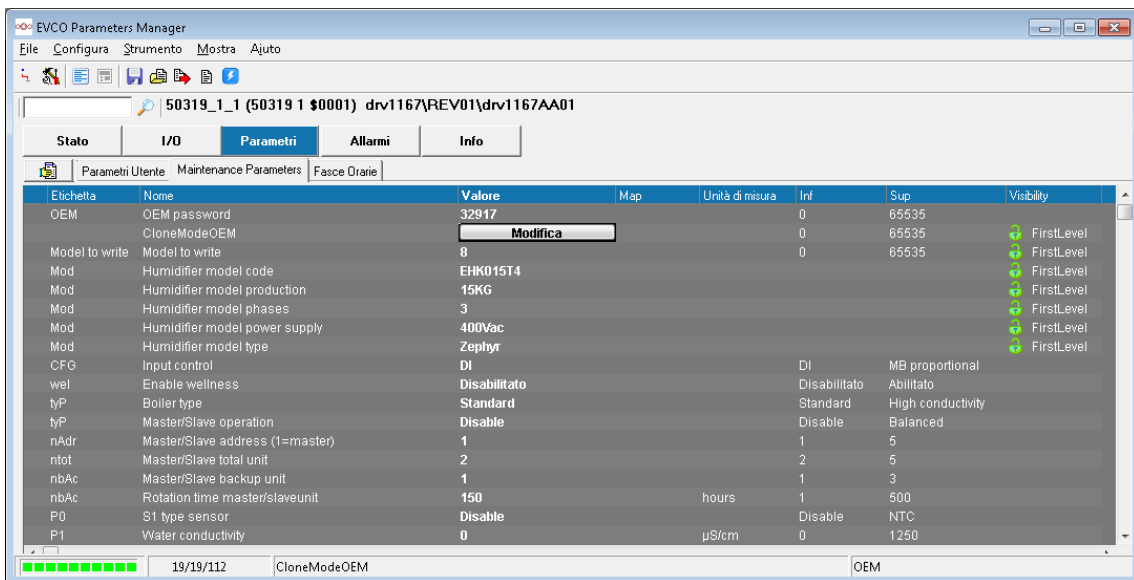 EVCO Parameters Manager
File Configura Strumento Mostra Aiuto
50319_1_1 (50319 1 $0001) drv1167\REV01\drv1167AA01
Stato I/O Parametri Allarmi Info
Parametri Utente Maintenance Parameters Fasce Orarie
Etichetta Nome Valore Map Unità di misura Inf Sup Visibility
OEM OEM password 32917 0 65535
CloneModeOEM Modifica 0 65535 FirstLevel
Model to write Model to write 8 0 65535 FirstLevel
Mod Humidifier model code EHK015T4 FirstLevel
Mod Humidifier model production 15KG FirstLevel
Mod Humidifier model phases 3 FirstLevel
Mod Humidifier model power supply 400Vac FirstLevel
Mod Humidifier model type Zephyr FirstLevel
CFG Input control DI DI MB proportional
wel Enable wellness Disabilitato Disabilitato Abilitato
tyP Boiler type Standard Standard High conductivity
tyP Master/Slave operation Disable Disable Balanced
nAdr Master/Slave address (1=master) 1 1 5
ntot Master/Slave total unit 2 2 5
nbAc Master/Slave backup unit 1 1 3
nbAc Rotation time master/slaveunit 150 hours 1 500
P0 S1 type sensor Disable Disable NTC
P1 Water conductivity 0 µS/cm 0 1250
19/19/112 CloneModeOEM OEM